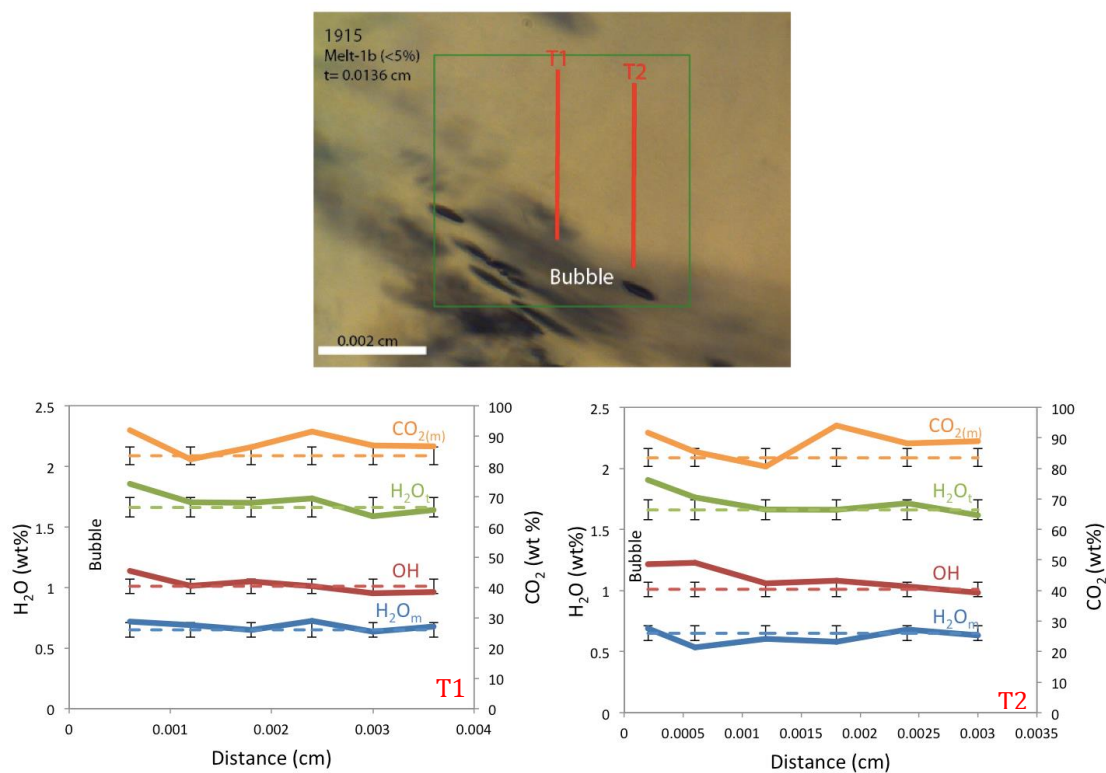 1915
Melt-1b (<5%)
t= 0.0136 cm
T1
T2
Bubble
0.002 cm
2.5
2
1.5
1
0.5
0
H₂O (wt%)
Bubble
CO₂(m)
H₂Oₜ
OH
H₂Oₘ
100
90
80
70
60
50
40
30
20
10
0
CO₂ (wt %)
T1
0 0.001 0.002 0.003 0.004
Distance (cm)
2.5
2
1.5
1
0.5
0
H₂O (wt%)
Bubble
CO₂(m)
H₂Oₜ
OH
H₂Oₘ
100
90
80
70
60
50
40
30
20
10
0
CO₂ (wt%)
T2
0 0.0005 0.001 0.0015 0.002 0.0025 0.003 0.0035
Distance (cm)